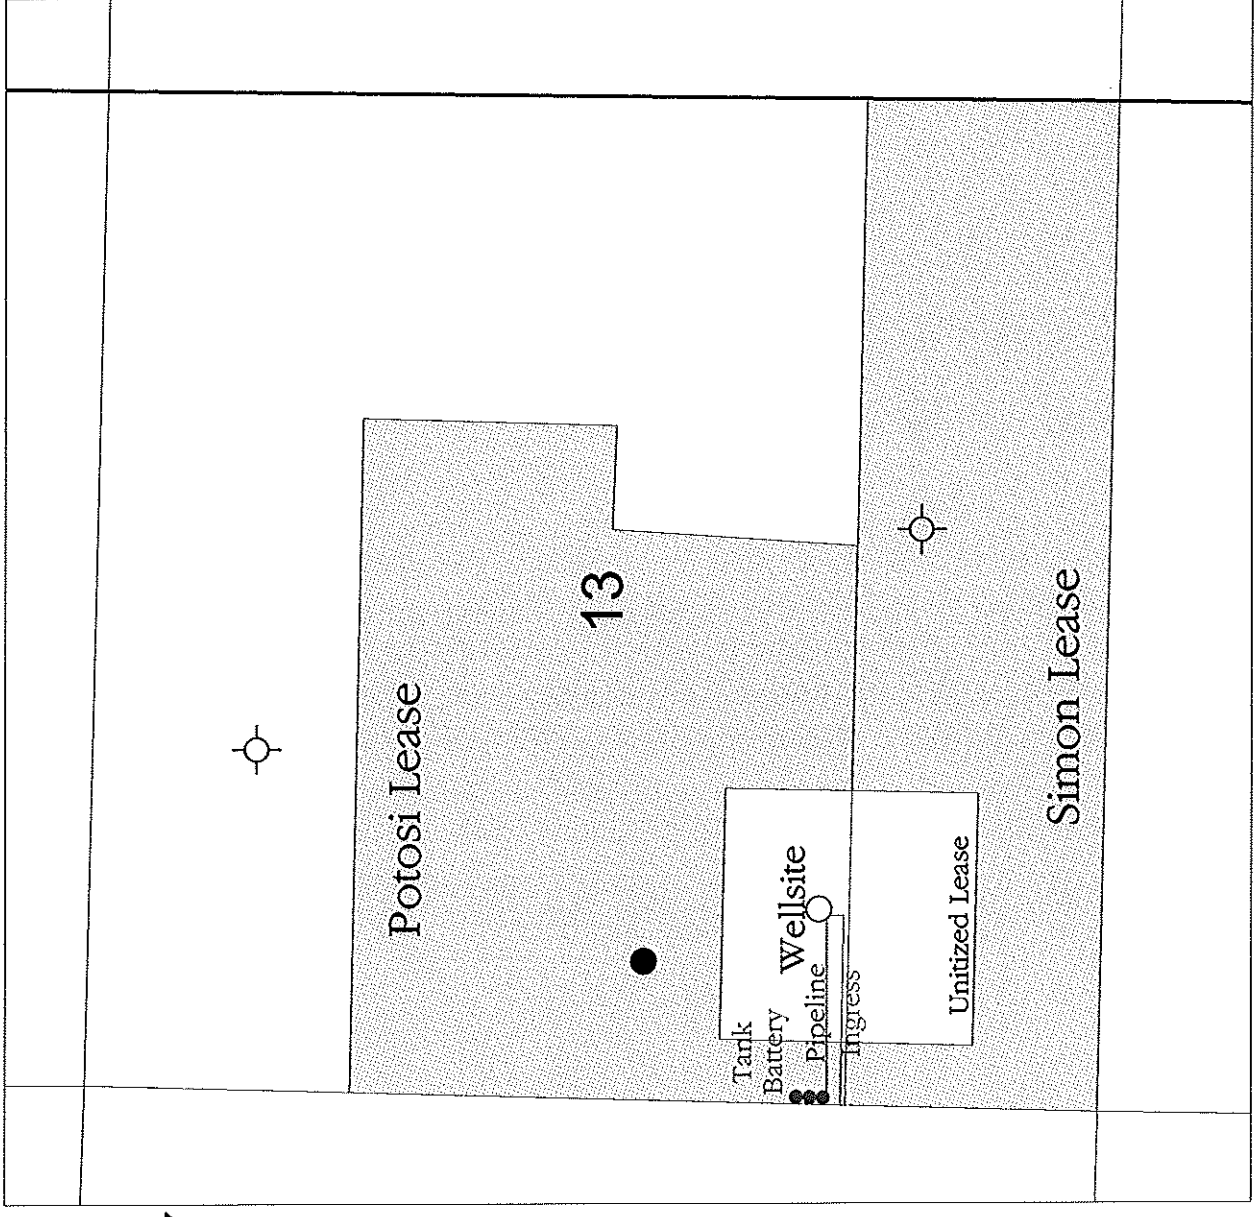 Potosi Lease
13
Tank
Battery
Wellsite
Pipeline
Ingress
Unitized Lease
Simon Lease